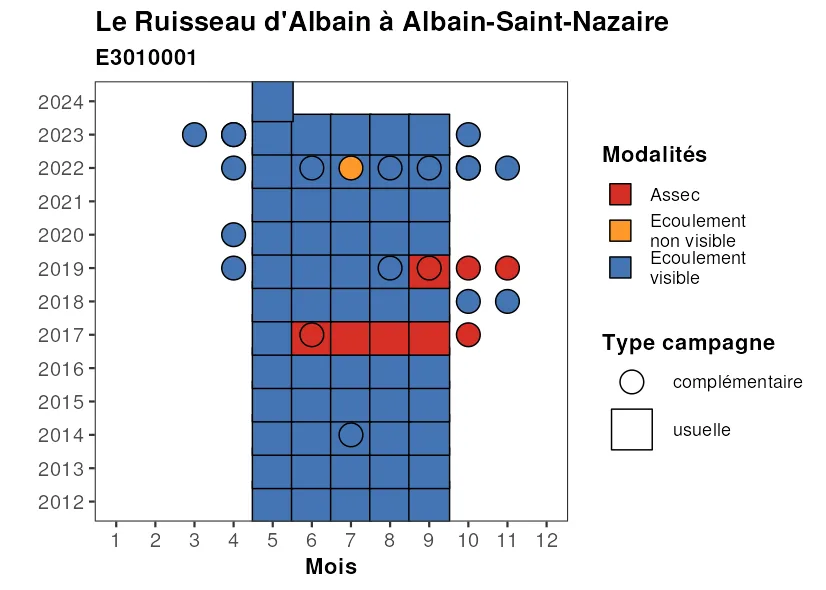 Le Ruisseau d'Albain à Albain-Saint-Nazaire
E3010001
2024
2023
2022
2021
2020
2019
2018
2017
2016
2015
2014
2013
2012
1 2 3 4 5 6 7 8 9 10 11 12
Mois
Modalités
Assec
Ecoulement
non visible
Ecoulement
visible
Type campagne
complémentaire
usuelle